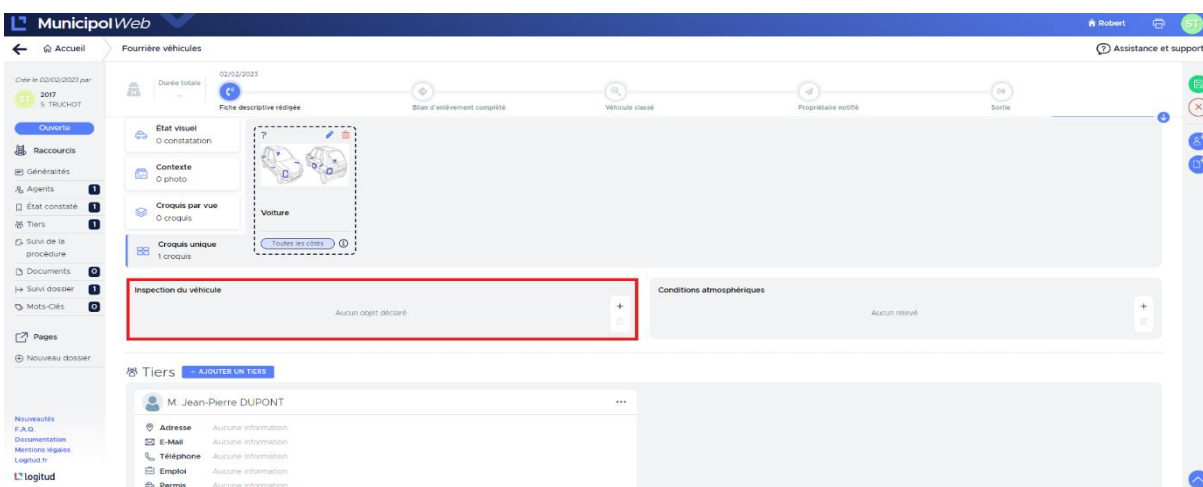 MunicipolWeb
Robert
ST
Accueil
Fourrière véhicules
Assistance et support
Crée le 02/02/2023 par
ST
2017
S. TRUCHOT
Ouverte
Raccourcis
Généralités
Agents 1
État constaté 1
Tiers 1
Suivi de la
procédure
Documents 0
Suivi dossier 1
Mots-Clés 0
Pages
Nouveau dossier
Nouveautés
F.A.Q.
Documentation
Mentions légales
Logitud.fr
logitud
Durée totale
--
02/02/2023
Fiche descriptive rédigée
Bilan d'enlèvement complété
Véhicule classé
Propriétaire notifié
Sortie
État visuel
0 constatation
Contexte
0 photo
Croquis par vue
0 croquis
Croquis unique
1 croquis
?
Voiture
Toutes les côtés
Inspection du véhicule
Aucun objet déclaré
+
Conditions atmosphériques
Aucun relevé
+
Tiers
+ AJOUTER UN TIERS
M. Jean-Pierre DUPONT
...
Adresse Aucune information
E-Mail Aucune information
Téléphone Aucune information
Emploi Aucune information
Permis Aucune information